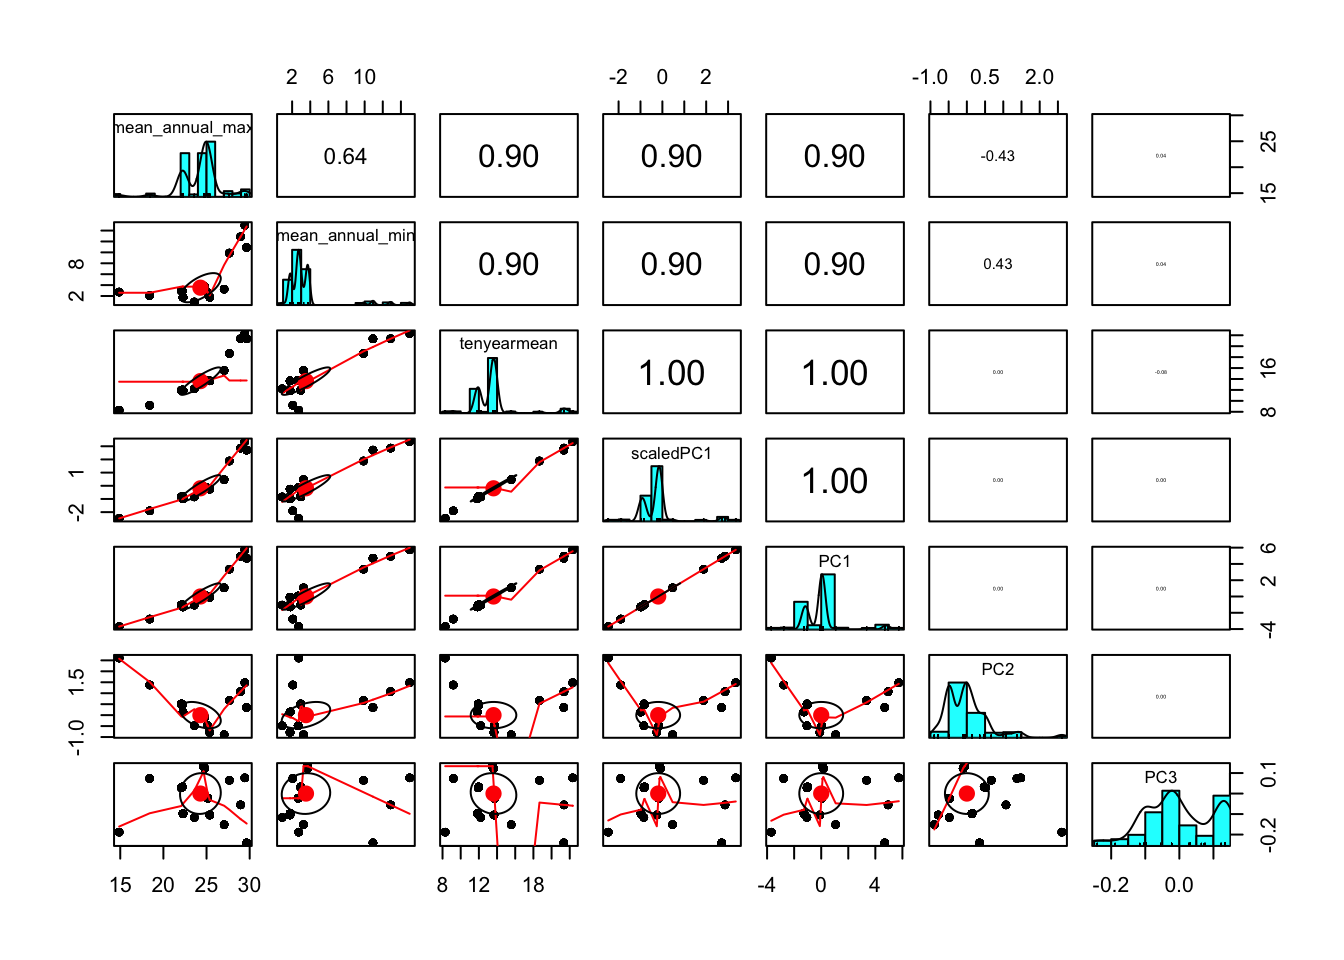 2 6 10 -2 0 2 -1.0 0.5 2.0
mean_annual_max 0.64 0.90 0.90 0.90 -0.43 0.04 15 25
2 8 mean_annual_min 0.90 0.90 0.90 0.43 0.04
tenyearmean 1.00 1.00 0.00 -0.08 8 16
-2 1 scaledPC1 1.00 0.00 0.00
PC1 0.00 0.00 -4 2 6
-1.0 1.5 PC2 0.00
PC3 -0.2 0.1
15 20 25 30 8 12 18 -4 0 4 -0.2 0.0